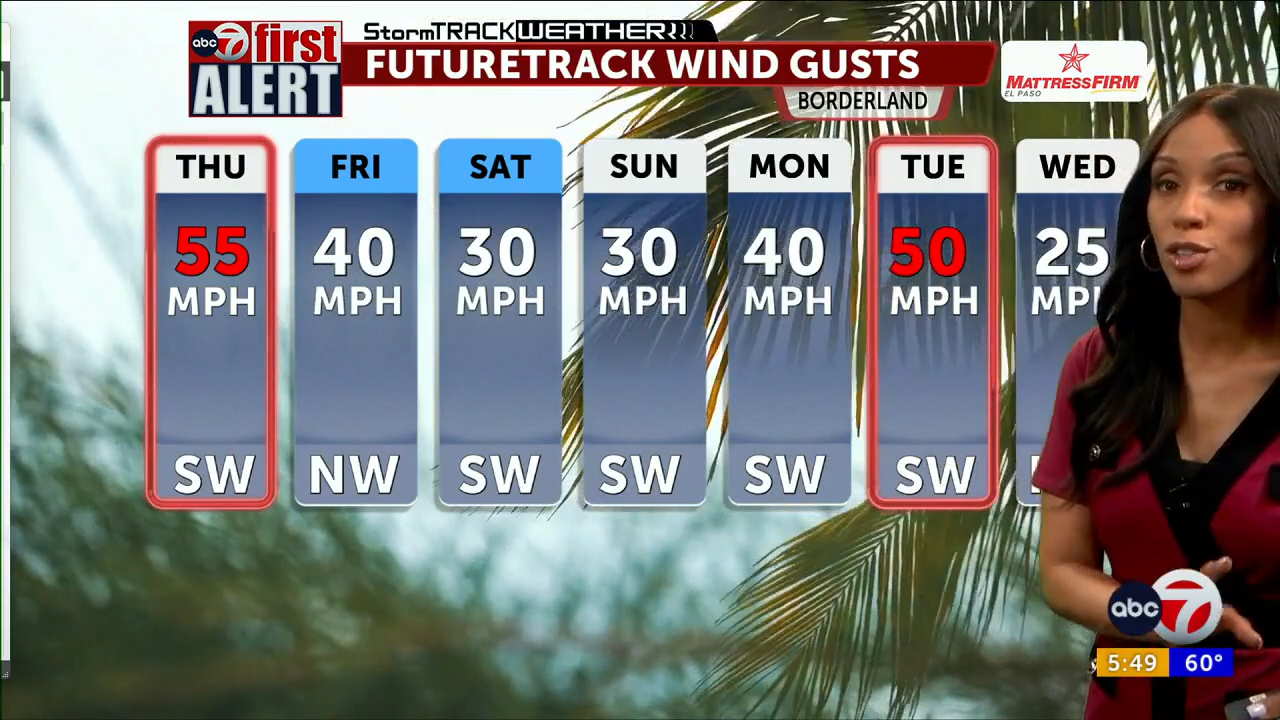 abc 7 first
ALERT
StormTRACK WEATHER
FUTURETRACK WIND GUSTS
BORDERLAND
MATTRESSFIRM
EL PASO
THU FRI SAT SUN MON TUE WED
55 40 30 30 40 50 25
MPH MPH MPH MPH MPH MPH
SW NW SW SW SW SW
abc 7
5:49 60°